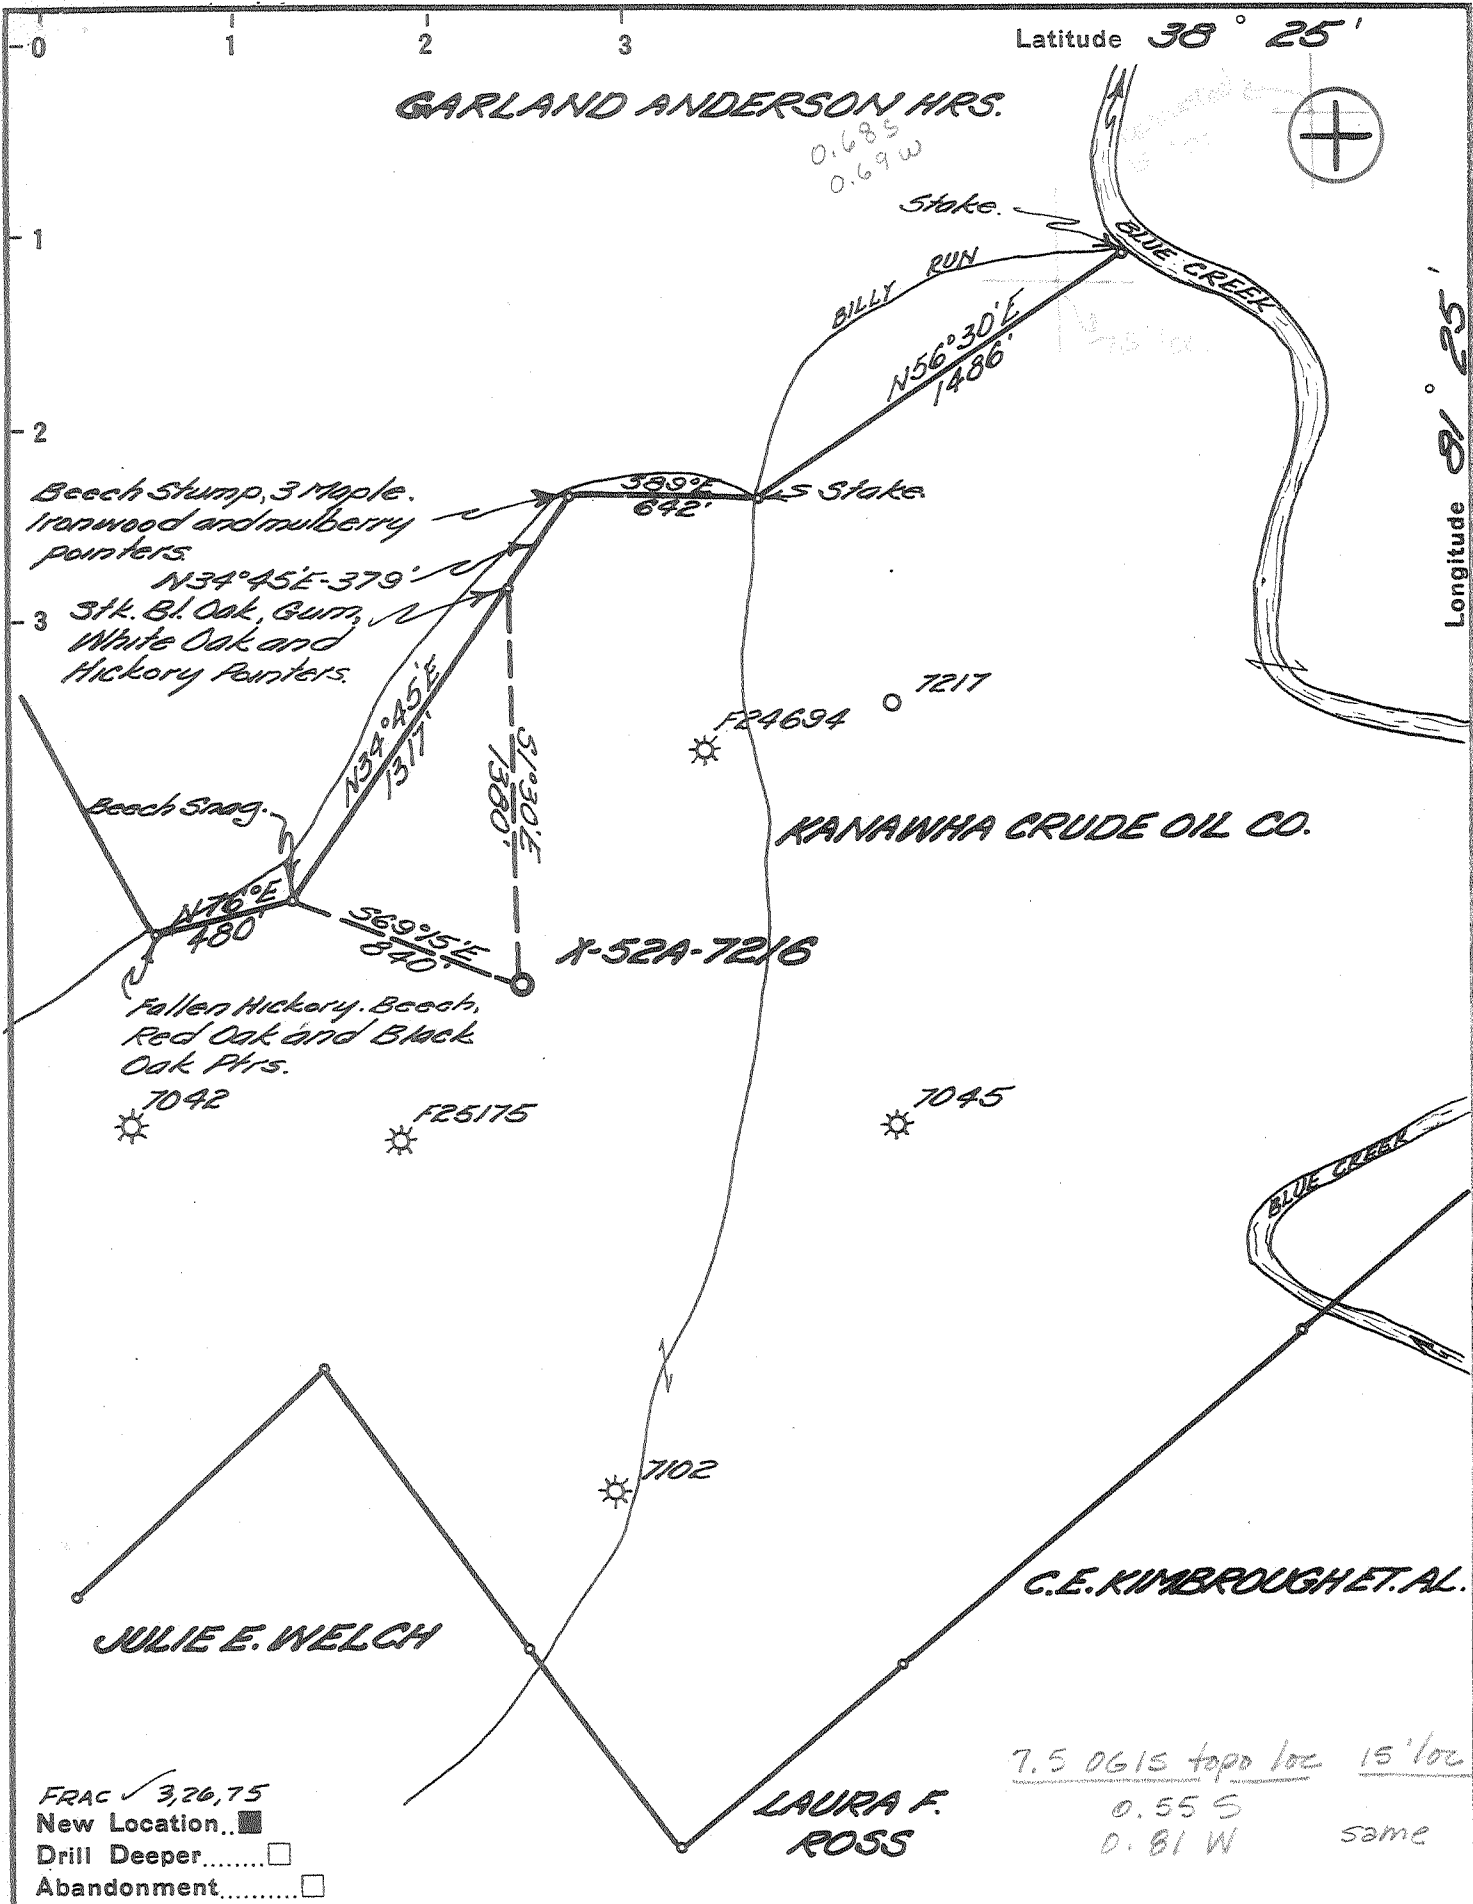 0 1 2 3
Latitude 38° 25'
GARLAND ANDERSON HRS.
0.68 S
0.69 W
Stake.
1
BLUE CREEK
BILLY RUN
N56°30'E
1486'
Longitude 81° 25'
2
Beech Stump, 3 Maple.
Ironwood and mulberry
pointers.
S89°E
642'
Stake.
N34°45'E-379'
3
Stk. Bl. Oak, Gum,
White Oak and
Hickory Pointers.
N34°45'E
1317'
S1°30'E
1380'
7217
F24694
Beech Snag.
KANAWHA CRUDE OIL CO.
N76°E
480'
S69°15'E
840'
X-52A-7216
Fallen Hickory. Beech,
Red Oak and Black
Oak Ptrs.
7042
F25175
7045
BLUE CREEK
7102
C.E. KIMBROUGH ET. AL.
JULIE E. WELCH
LAURA F.
ROSS
7.5 OGIS topo loc 15' loc
0.55 S
0.81 W same
FRAC ✓ 3,26,75
New Location..■
Drill Deeper........□
Abandonment..........□